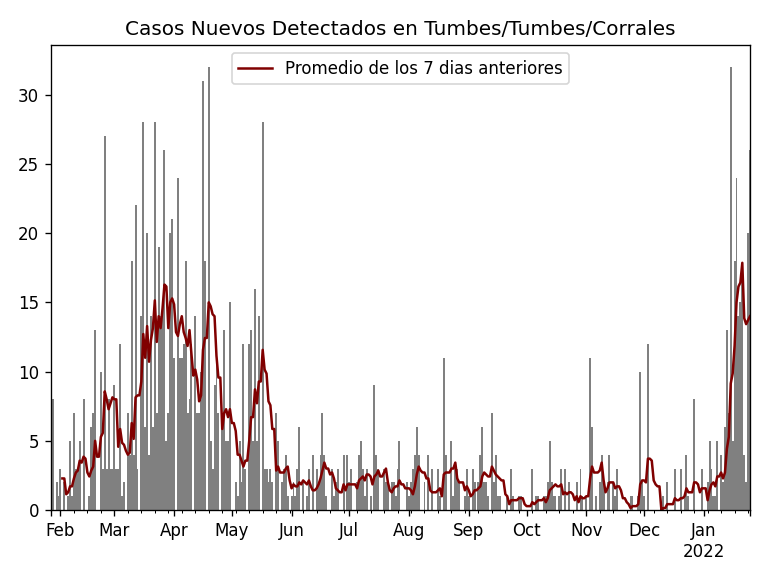 Casos Nuevos Detectados en Tumbes/Tumbes/Corrales
Promedio de los 7 dias anteriores
30
25
20
15
10
5
0
Feb Mar Apr May Jun Jul Aug Sep Oct Nov Dec Jan
2022